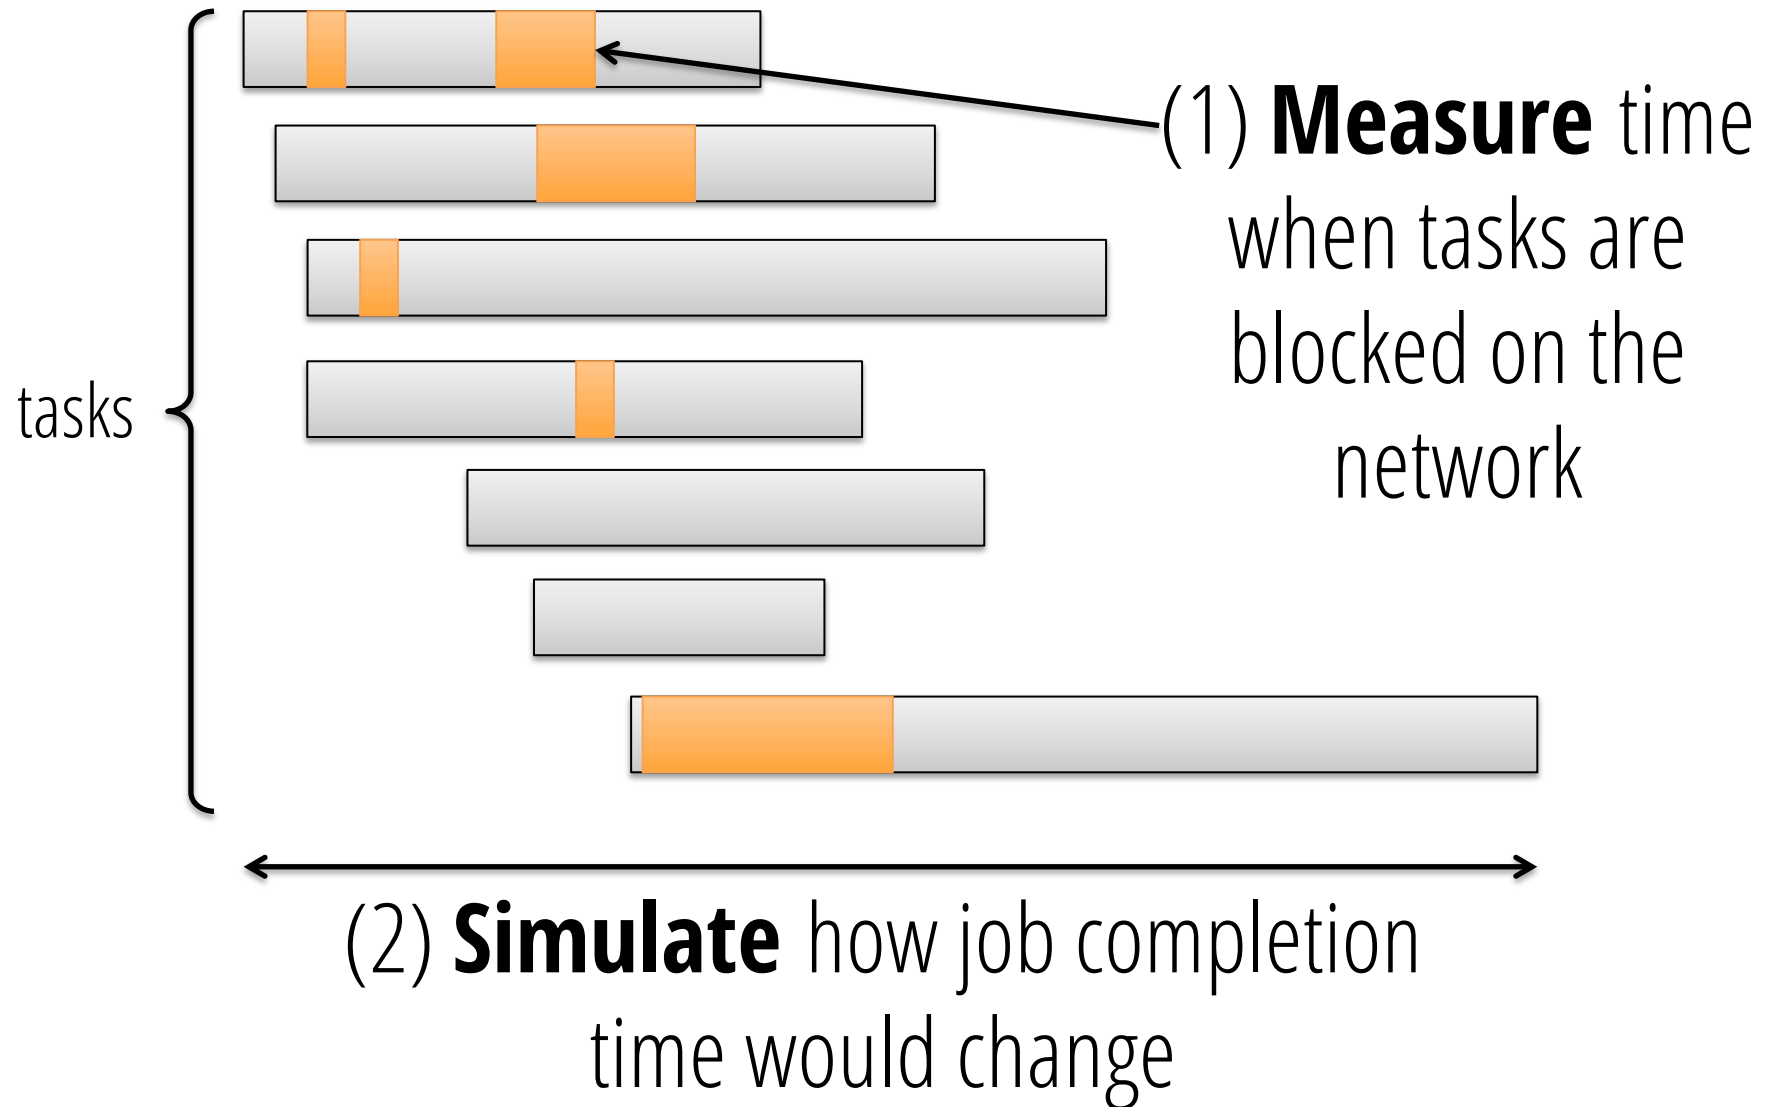 (1) Measure time
when tasks are
blocked on the
network
tasks
(2) Simulate how job completion
time would change